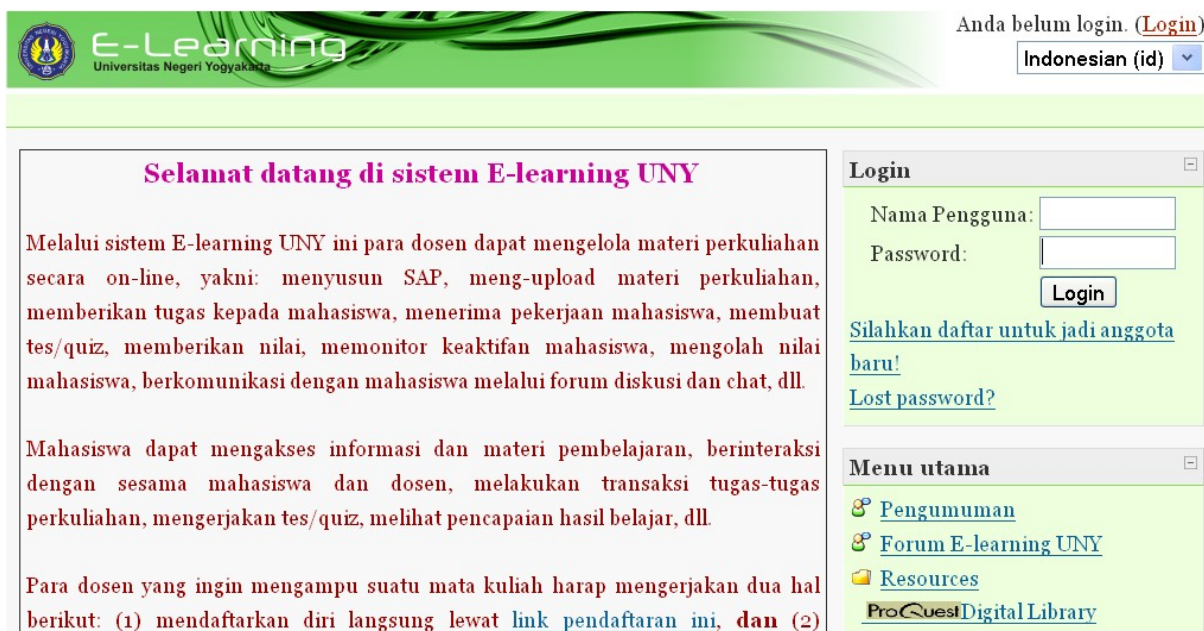 E-Learning
Universitas Negeri Yogyakarta
Anda belum login. (Login)
Indonesian (id)
Selamat datang di sistem E-learning UNY
Melalui sistem E-learning UNY ini para dosen dapat mengelola materi perkuliahan
secara on-line, yakni: menyusun SAP, meng-upload materi perkuliahan,
memberikan tugas kepada mahasiswa, menerima pekerjaan mahasiswa, membuat
tes/quiz, memberikan nilai, memonitor keaktifan mahasiswa, mengolah nilai
mahasiswa, berkomunikasi dengan mahasiswa melalui forum diskusi dan chat, dll.
Mahasiswa dapat mengakses informasi dan materi pembelajaran, berinteraksi
dengan sesama mahasiswa dan dosen, melakukan transaksi tugas-tugas
perkuliahan, mengerjakan tes/quiz, melihat pencapaian hasil belajar, dll.
Para dosen yang ingin mengampu suatu mata kuliah harap mengerjakan dua hal
berikut: (1) mendaftarkan diri langsung lewat link pendaftaran ini, dan (2)
Login
Nama Pengguna:
Password:
Login
Silahkan daftar untuk jadi anggota
baru!
Lost password?
Menu utama
Pengumuman
Forum E-learning UNY
Resources
ProQuest Digital Library